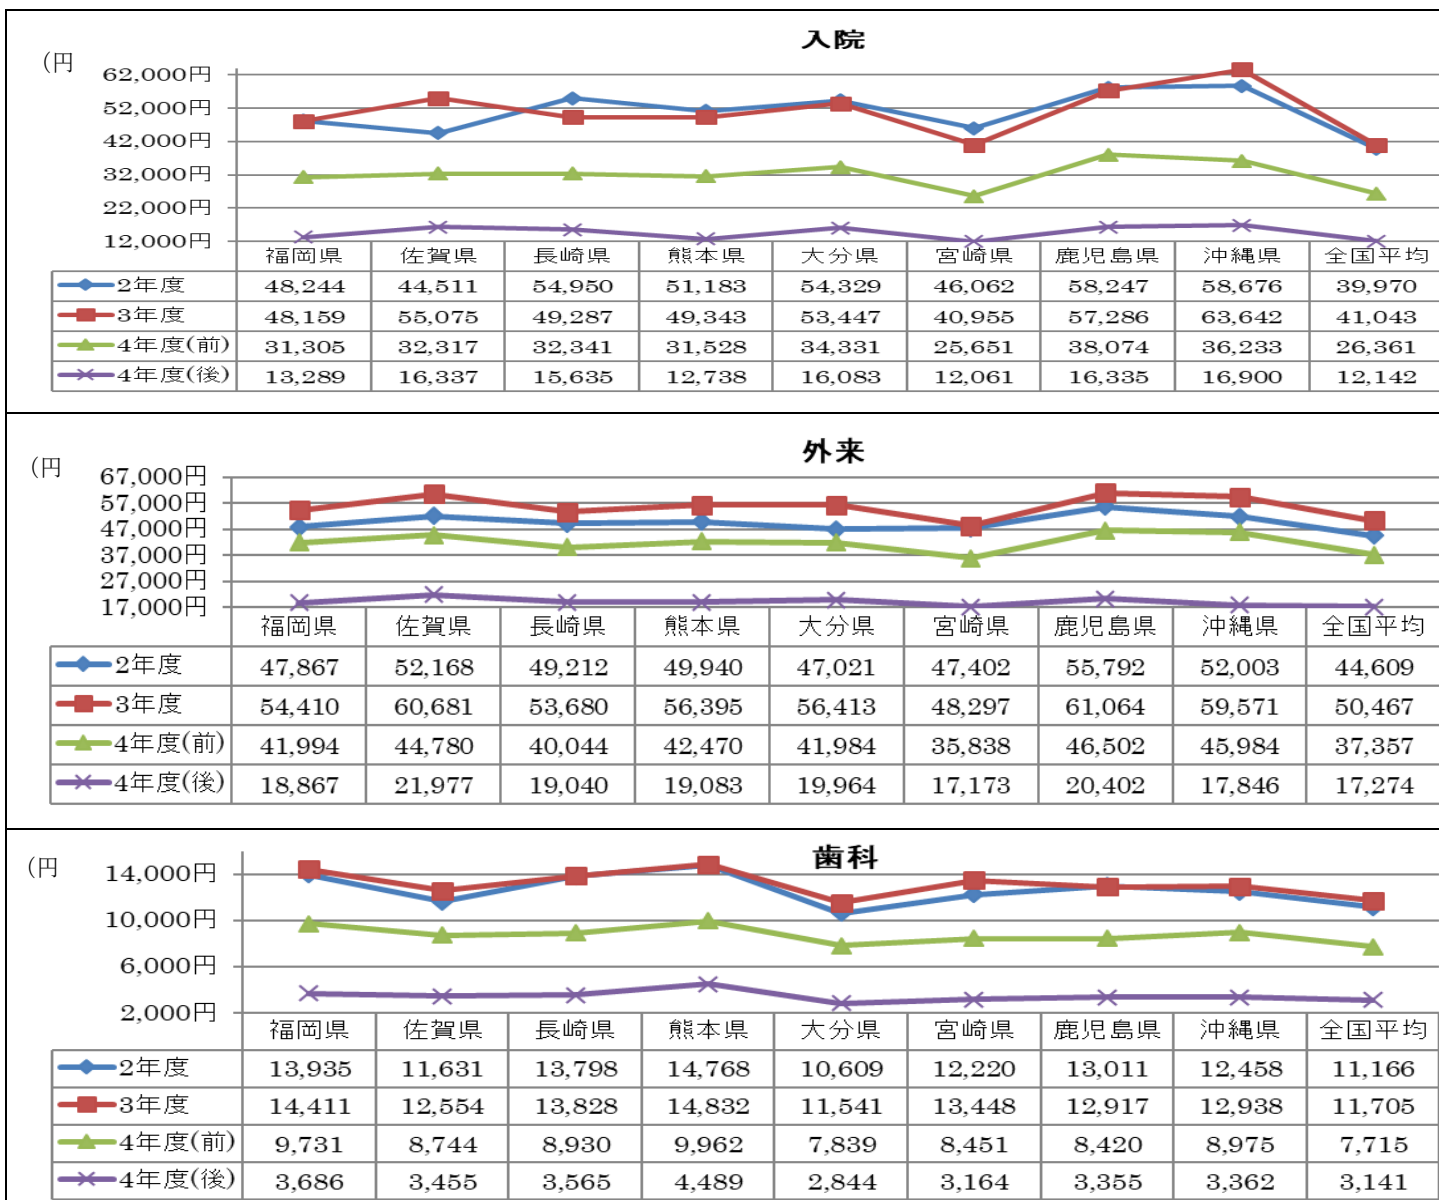 入院
(円
62,000円
52,000円
42,000円
32,000円
22,000円
12,000円
福岡県 佐賀県 長崎県 熊本県 大分県 宮崎県 鹿児島県 沖縄県 全国平均
2年度 48,244 44,511 54,950 51,183 54,329 46,062 58,247 58,676 39,970
3年度 48,159 55,075 49,287 49,343 53,447 40,955 57,286 63,642 41,043
4年度(前) 31,305 32,317 32,341 31,528 34,331 25,651 38,074 36,233 26,361
4年度(後) 13,289 16,337 15,635 12,738 16,083 12,061 16,335 16,900 12,142
外来
(円
67,000円
57,000円
47,000円
37,000円
27,000円
17,000円
福岡県 佐賀県 長崎県 熊本県 大分県 宮崎県 鹿児島県 沖縄県 全国平均
2年度 47,867 52,168 49,212 49,940 47,021 47,402 55,792 52,003 44,609
3年度 54,410 60,681 53,680 56,395 56,413 48,297 61,064 59,571 50,467
4年度(前) 41,994 44,780 40,044 42,470 41,984 35,838 46,502 45,984 37,357
4年度(後) 18,867 21,977 19,040 19,083 19,964 17,173 20,402 17,846 17,274
歯科
(円
14,000円
10,000円
6,000円
2,000円
福岡県 佐賀県 長崎県 熊本県 大分県 宮崎県 鹿児島県 沖縄県 全国平均
2年度 13,935 11,631 13,798 14,768 10,609 12,220 13,011 12,458 11,166
3年度 14,411 12,554 13,828 14,832 11,541 13,448 12,917 12,938 11,705
4年度(前) 9,731 8,744 8,930 9,962 7,839 8,451 8,420 8,975 7,715
4年度(後) 3,686 3,455 3,565 4,489 2,844 3,164 3,355 3,362 3,141